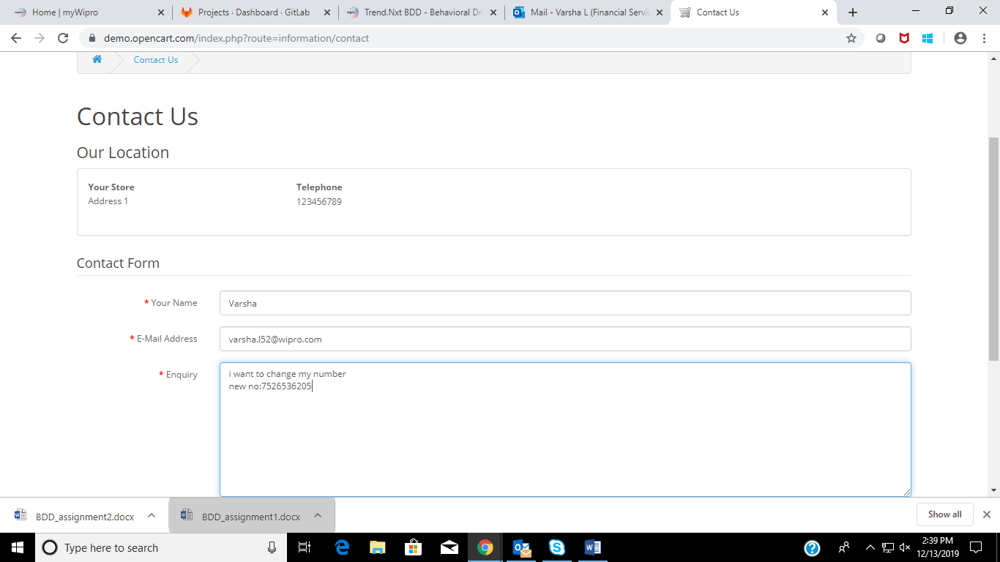 Home | myWipro
Projects · Dashboard · GitLab
Trend.Nxt BDD - Behavioral Dri
Mail - Varsha L (Financial Servic
Contact Us
demo.opencart.com/index.php?route=information/contact
Contact Us
Contact Us
Our Location
Your Store
Telephone
Address 1
123456789
Contact Form
* Your Name
Varsha
* E-Mail Address
varsha.l52@wipro.com
* Enquiry
i want to change my number
new no:7526536205
BDD_assignment2.docx
BDD_assignment1.docx
Show all
Type here to search
2:39 PM
12/13/2019